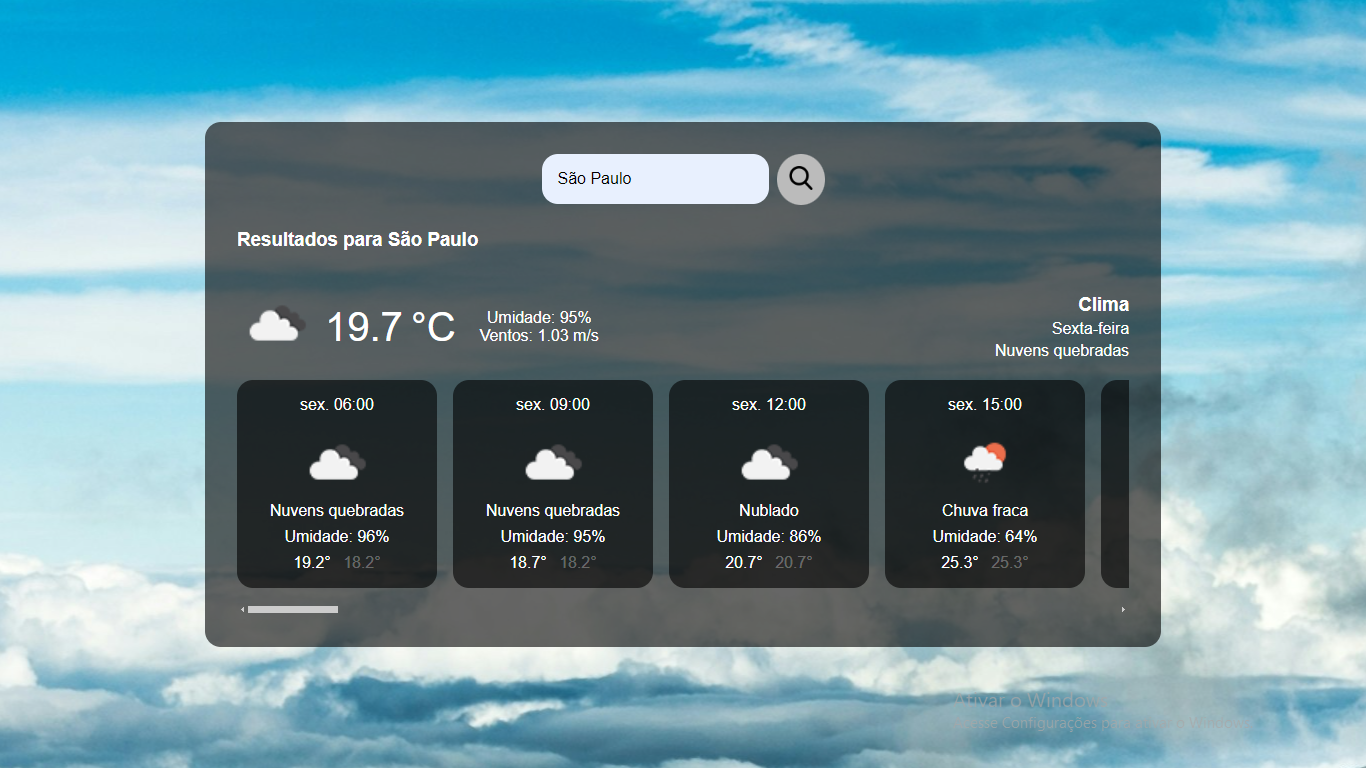 São Paulo
Resultados para São Paulo
19.7 °C
Umidade: 95%
Ventos: 1.03 m/s
Clima
Sexta-feira
Nuvens quebradas
sex. 06:00
Nuvens quebradas
Umidade: 96%
19.2° 18.2°
sex. 09:00
Nuvens quebradas
Umidade: 95%
18.7° 18.2°
sex. 12:00
Nublado
Umidade: 86%
20.7° 20.7°
sex. 15:00
Chuva fraca
Umidade: 64%
25.3° 25.3°
Ativar o Windows
Acesse Configurações para ativar o Windows.